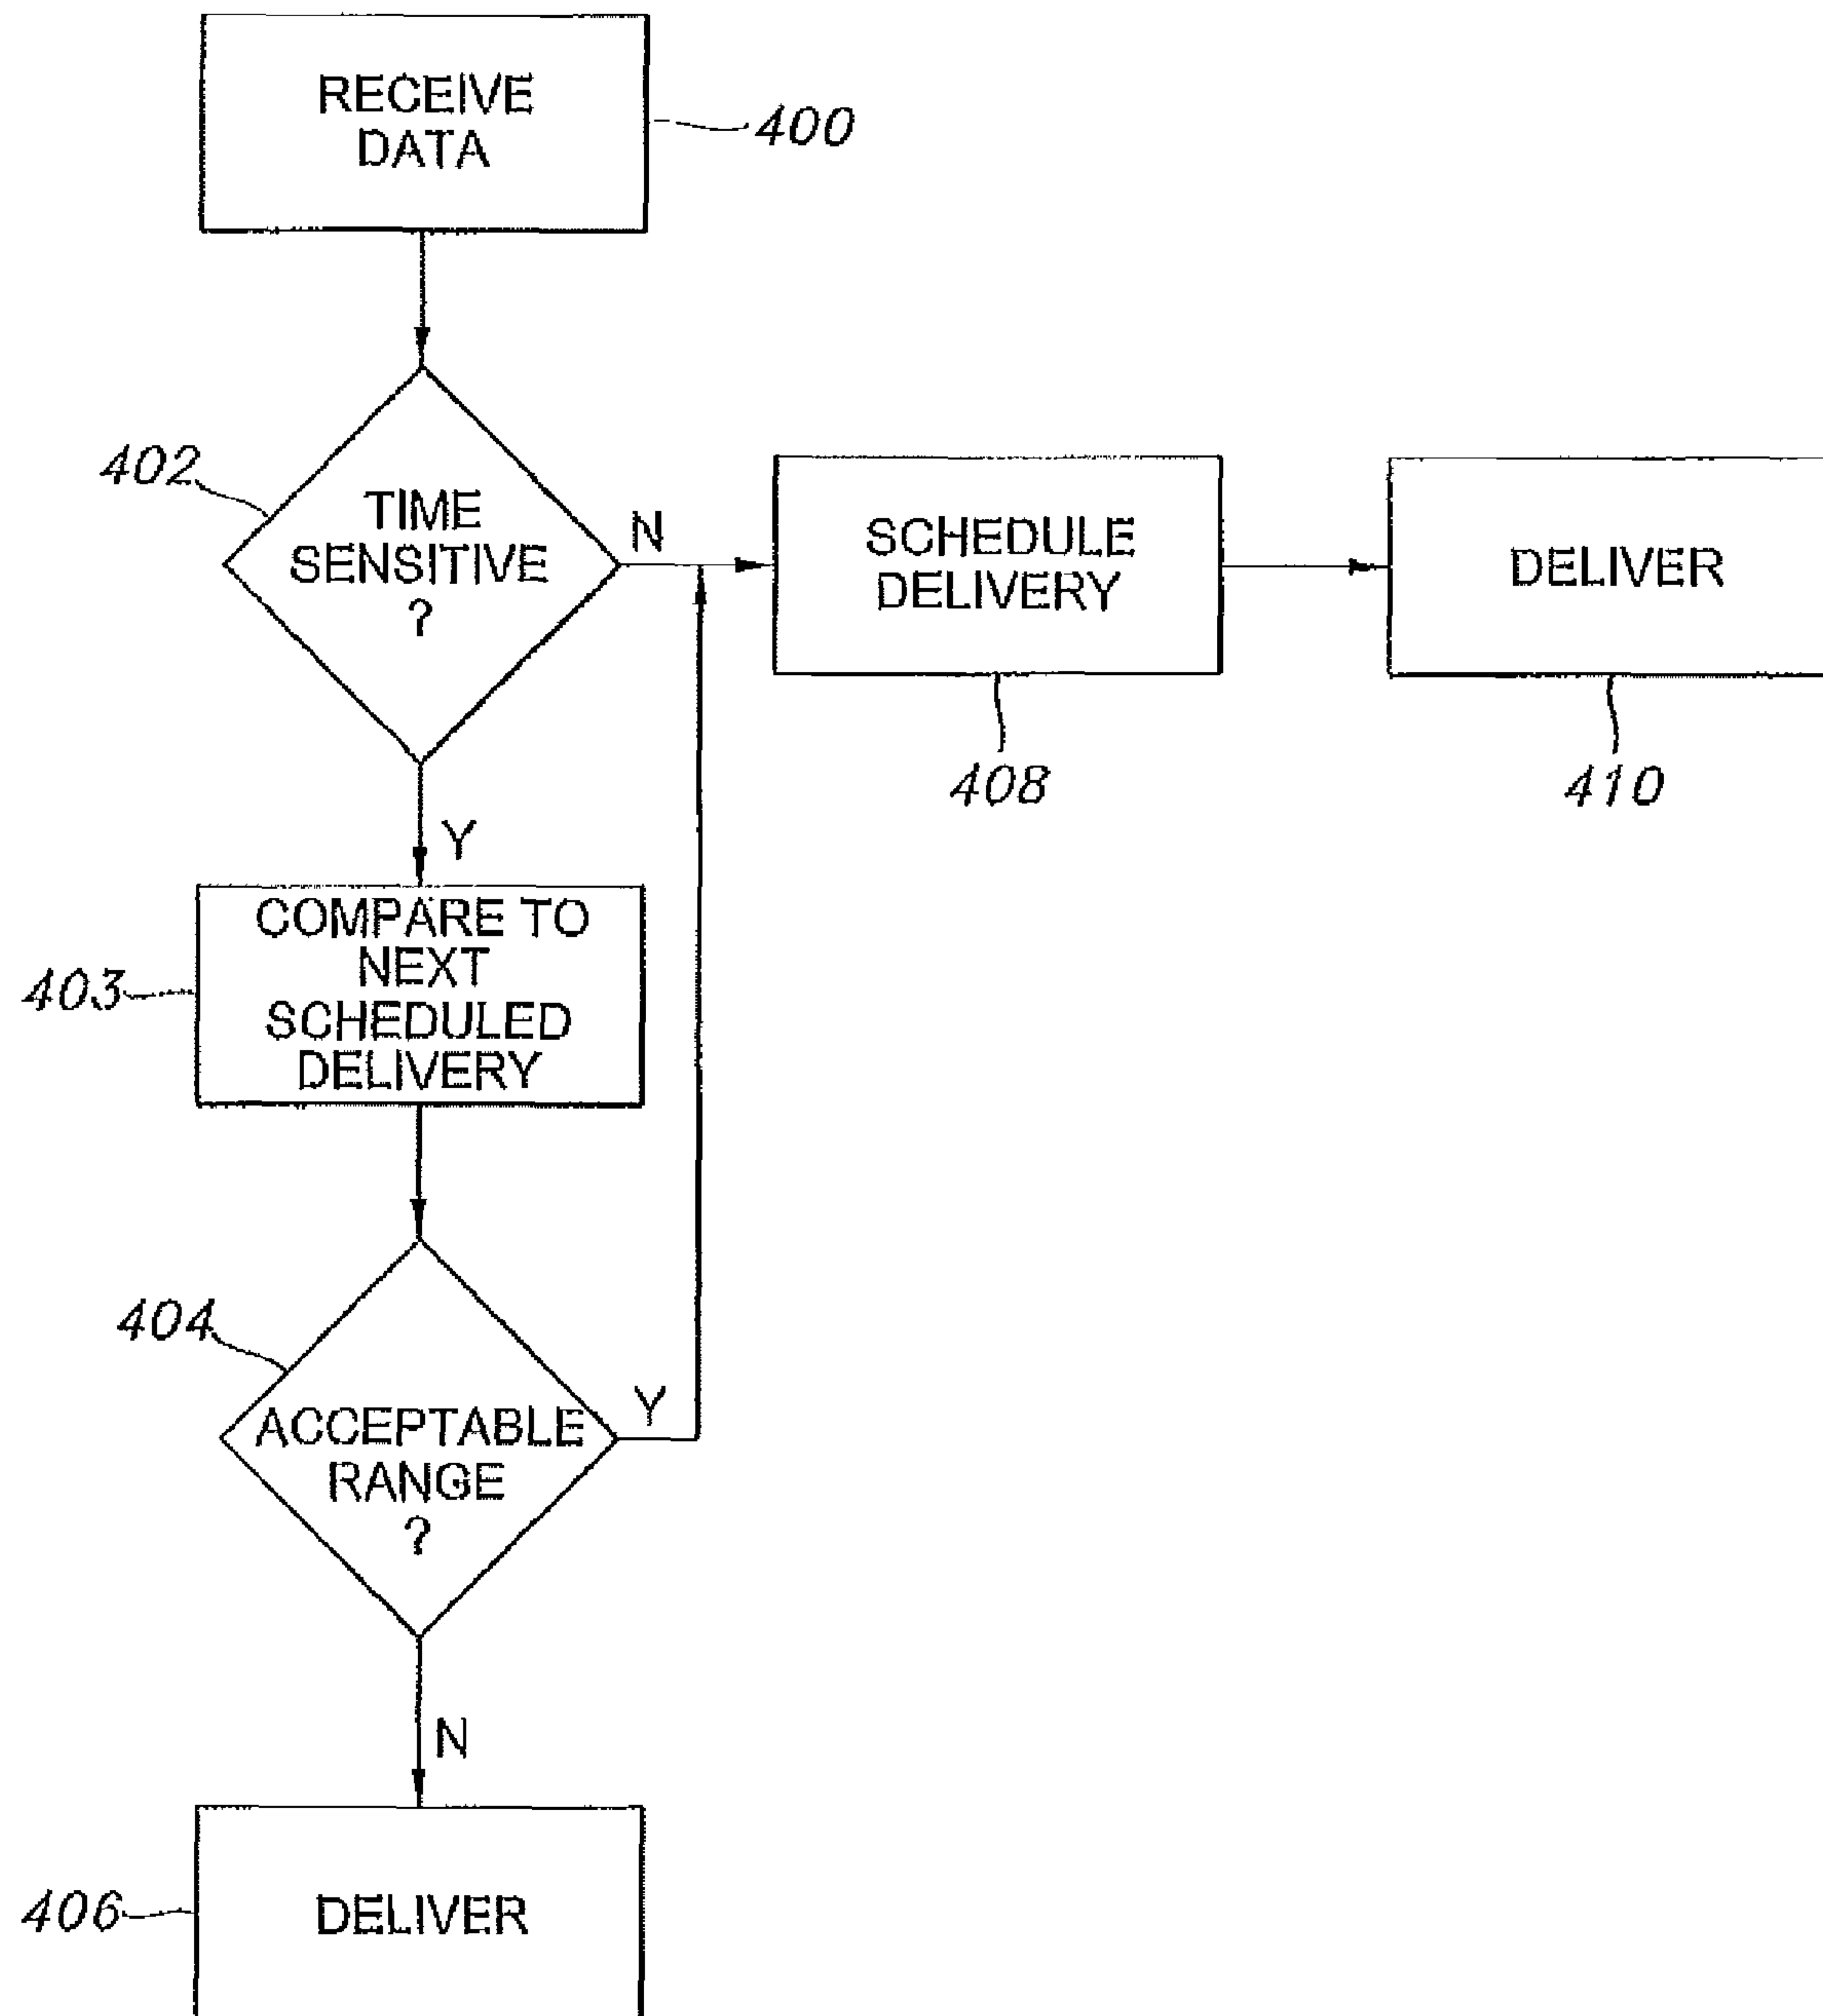 RECEIVE
DATA
400
402
TIME
SENSITIVE
?
N
SCHEDULE
DELIVERY
408
DELIVER
410
Y
COMPARE TO
NEXT
SCHEDULED
DELIVERY
403
404
ACCEPTABLE
RANGE
?
Y
N
DELIVER
406